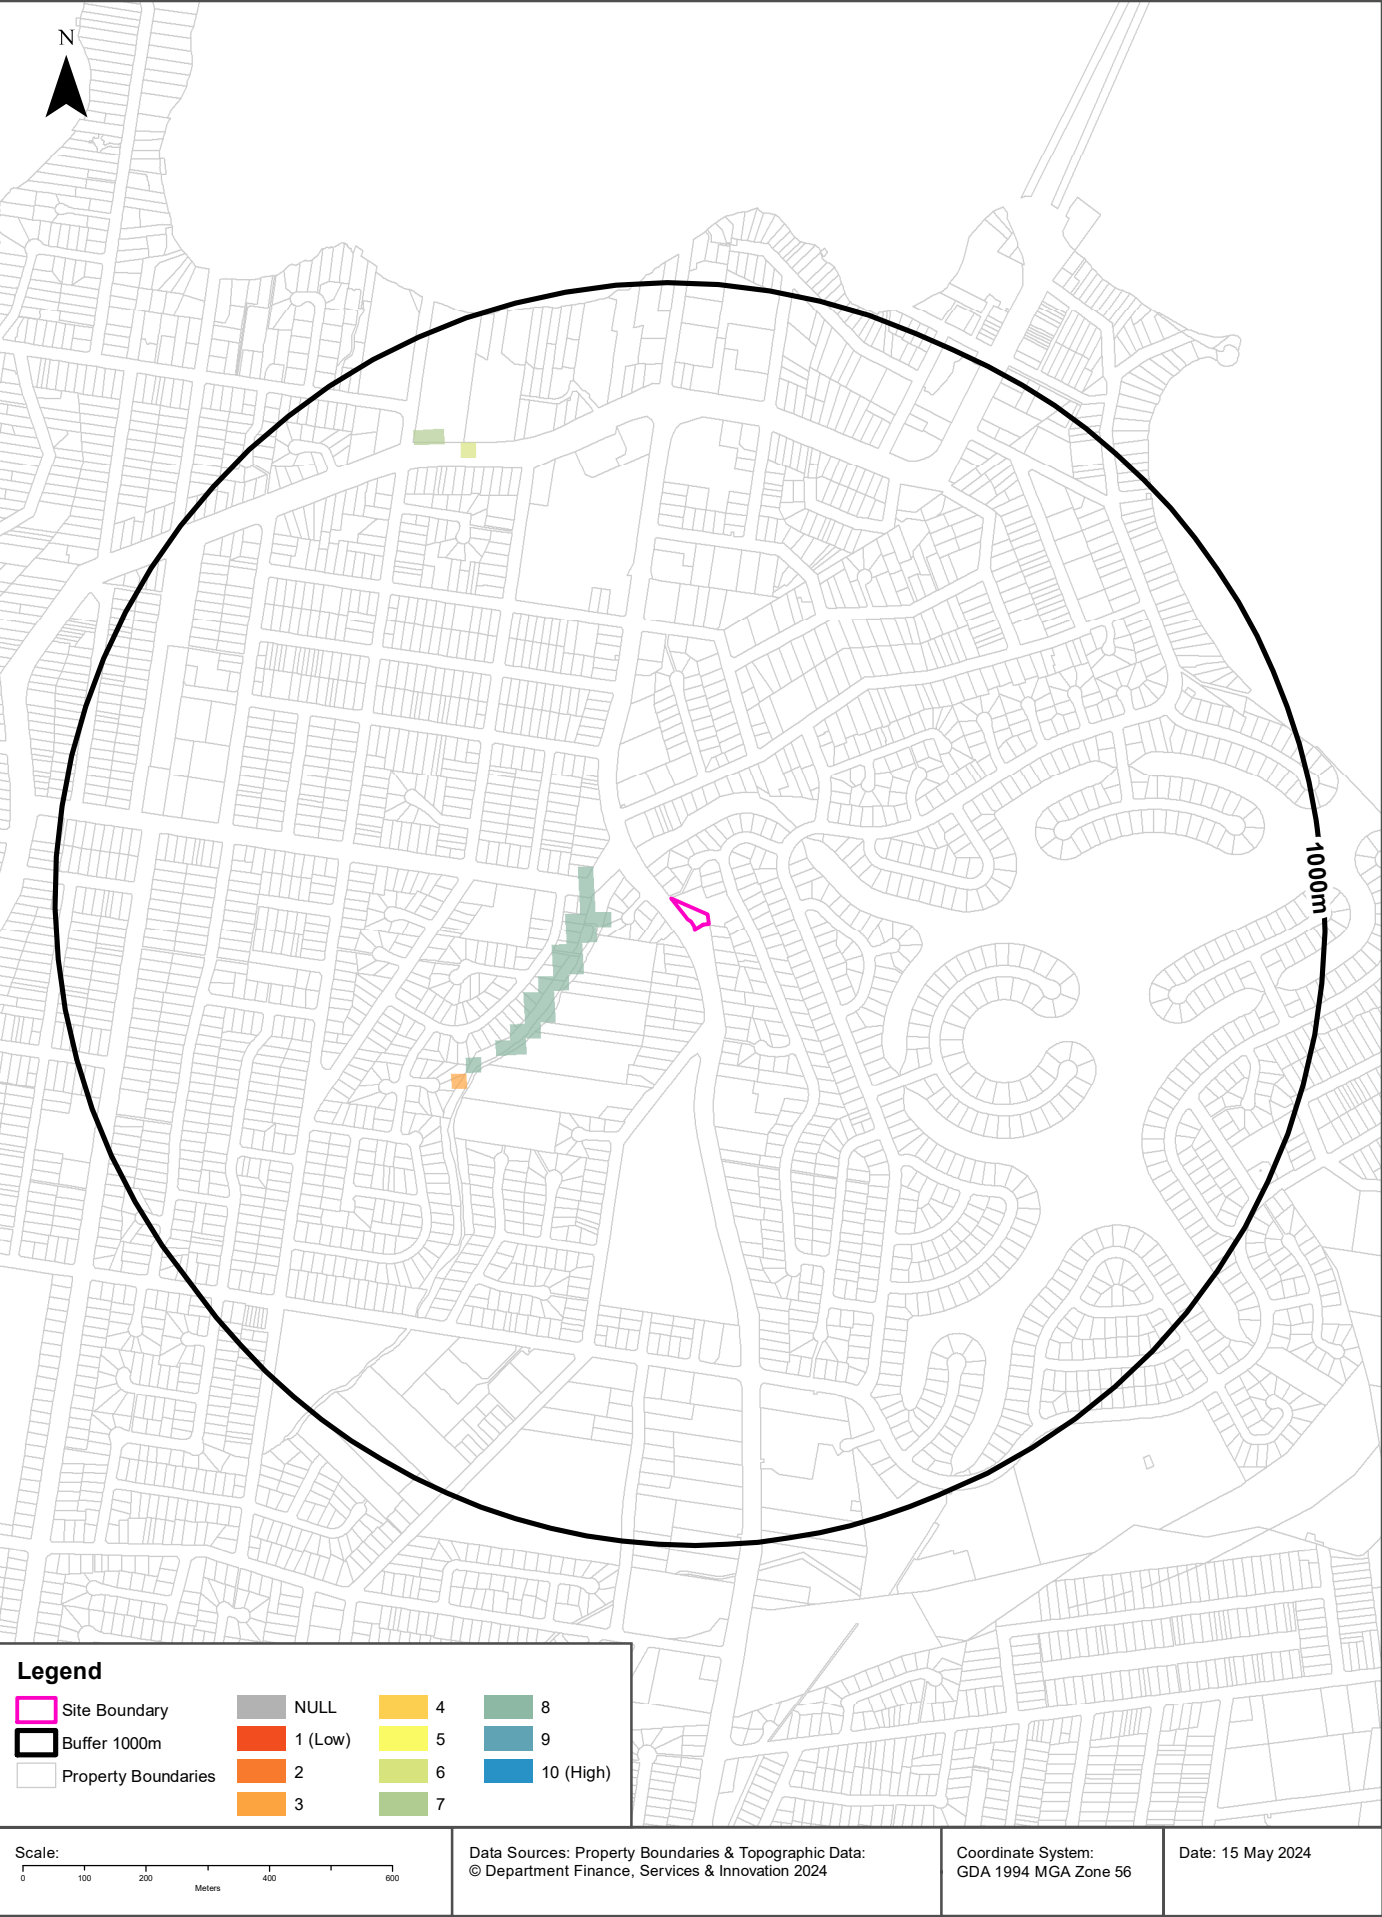 N
1000m
Legend
Site Boundary
Buffer 1000m
Property Boundaries
NULL
1 (Low)
2
3
4
5
6
7
8
9
10 (High)
Scale:
0 100 200 400 600
Meters
Data Sources: Property Boundaries & Topographic Data:
© Department Finance, Services & Innovation 2024
Coordinate System:
GDA 1994 MGA Zone 56
Date: 15 May 2024